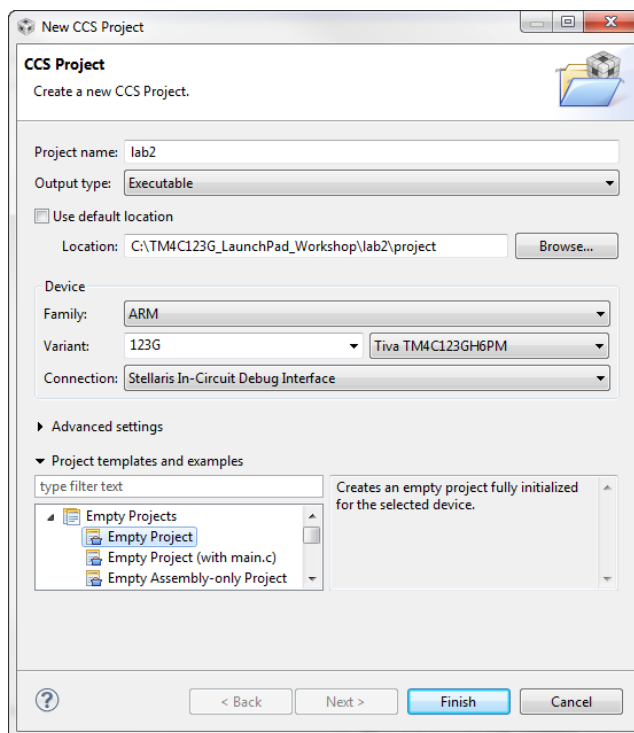 New CCS Project
CCS Project
Create a new CCS Project.
Project name: lab2
Output type: Executable
Use default location
Location: C:\TM4C123G_LaunchPad_Workshop\lab2\project Browse...
Device
Family: ARM
Variant: 123G Tiva TM4C123GH6PM
Connection: Stellaris In-Circuit Debug Interface
Advanced settings
Project templates and examples
type filter text
Empty Projects
Empty Project
Empty Project (with main.c)
Empty Assembly-only Project
Creates an empty project fully initialized
for the selected device.
? < Back Next > Finish Cancel